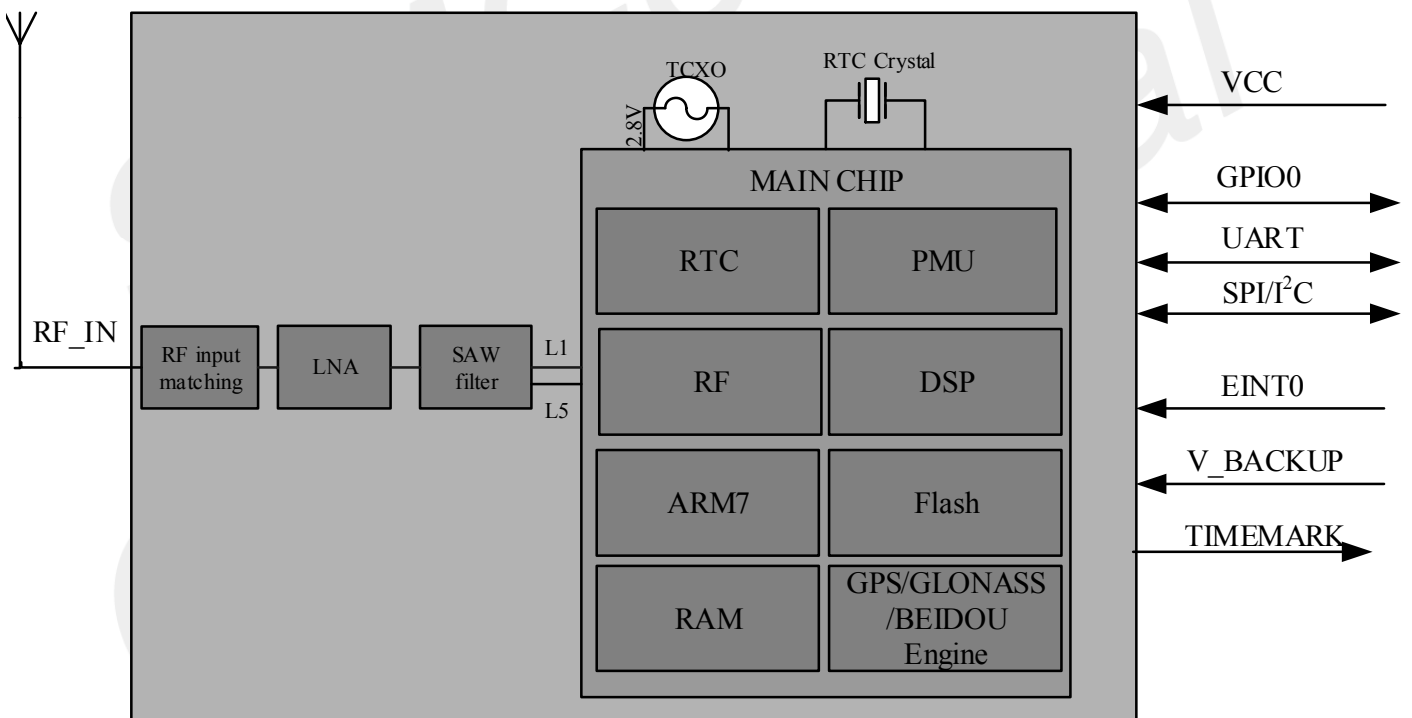 TCXO
2.8V
RTC Crystal
MAIN CHIP
RTC
PMU
RF
DSP
ARM7
Flash
RAM
GPS/GLONASS
/BEIDOU
Engine
RF_IN
RF input
matching
LNA
SAW
filter
L1
L5
VCC
GPIO0
UART
SPI/I²C
EINT0
V_BACKUP
TIMEMARK